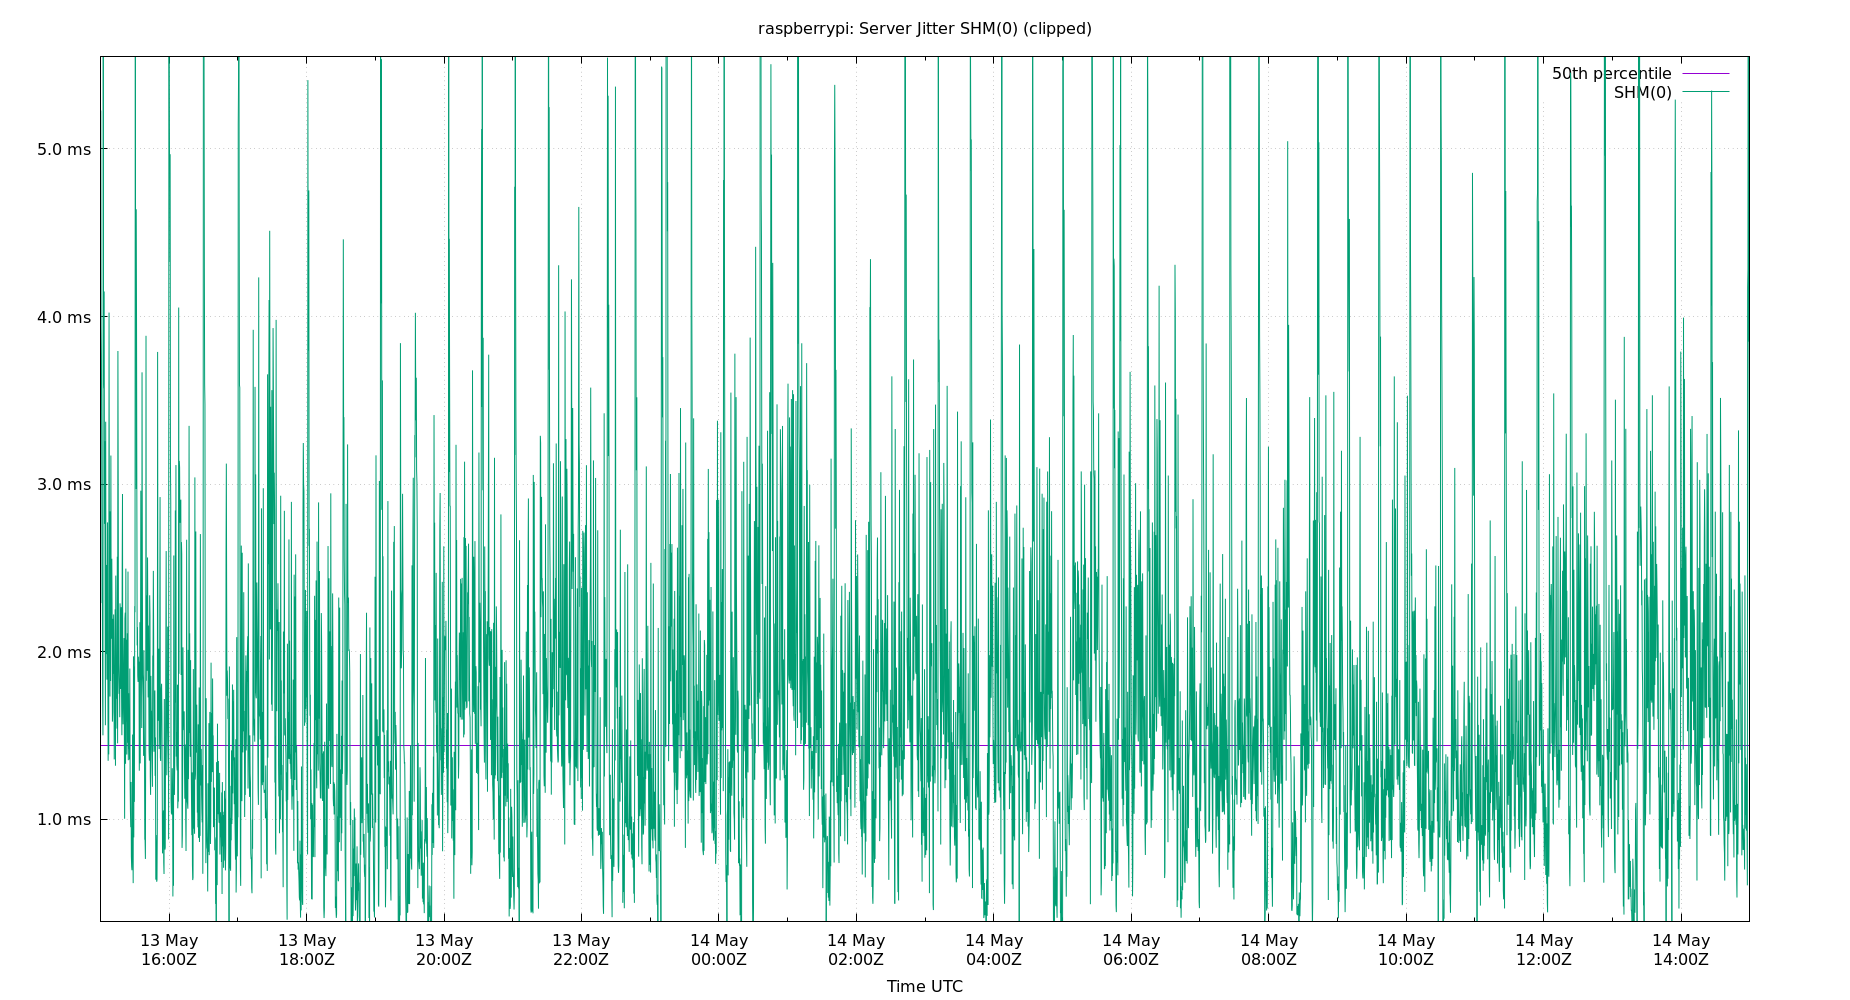 raspberrypi: Server Jitter SHM(0) (clipped)
50th percentile
SHM(0)
5.0 ms
4.0 ms
3.0 ms
2.0 ms
1.0 ms
13 May 13 May 13 May 13 May 14 May 14 May 14 May 14 May 14 May 14 May 14 May 14 May
16:00Z 18:00Z 20:00Z 22:00Z 00:00Z 02:00Z 04:00Z 06:00Z 08:00Z 10:00Z 12:00Z 14:00Z
Time UTC